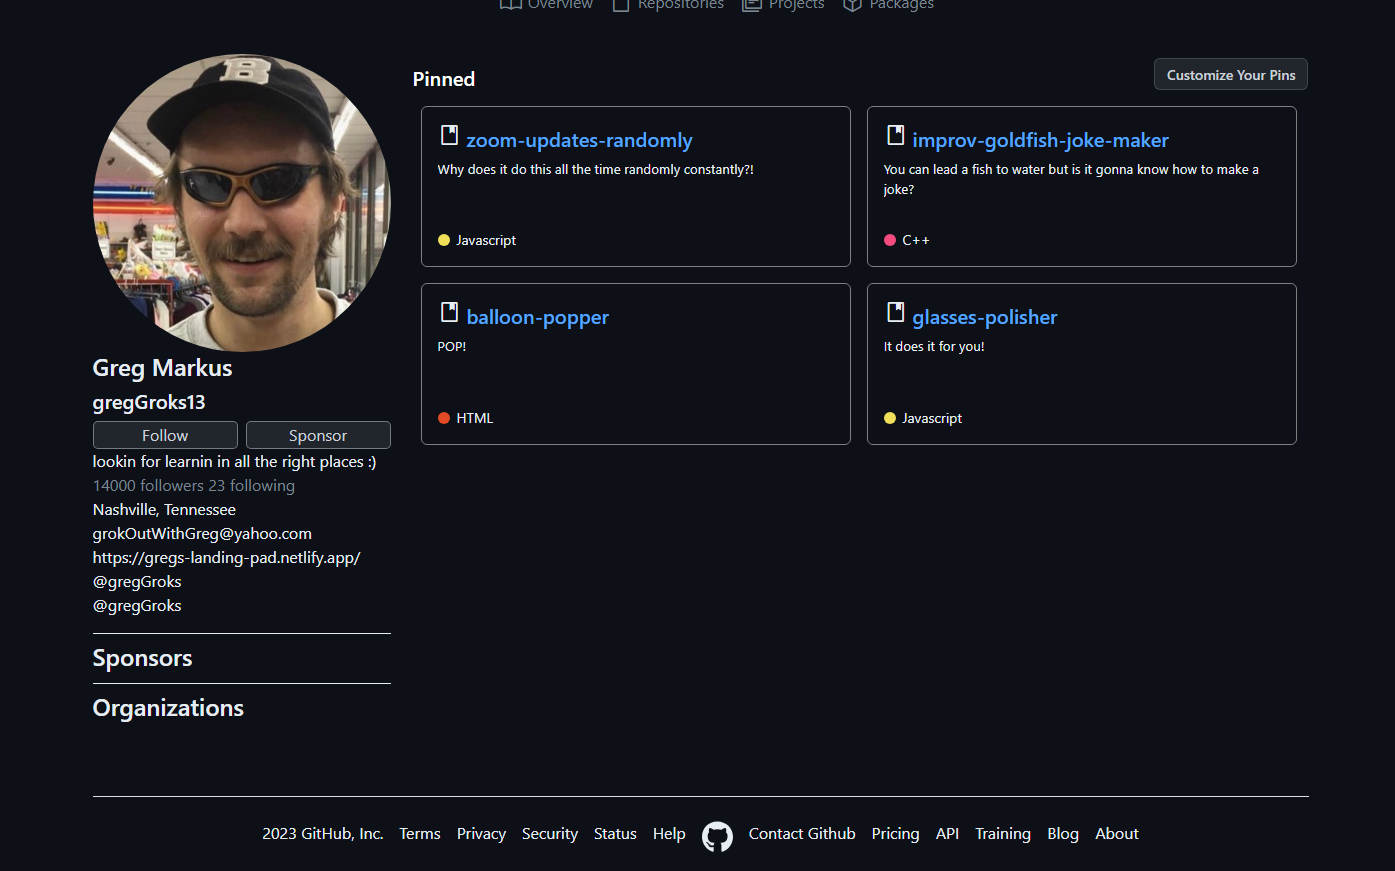 Overview Repositories Projects Packages
B
Pinned
Customize Your Pins
zoom-updates-randomly
Why does it do this all the time randomly constantly?!
Javascript
improv-goldfish-joke-maker
You can lead a fish to water but is it gonna know how to make a
joke?
C++
balloon-popper
POP!
HTML
glasses-polisher
It does it for you!
Javascript
Greg Markus
gregGroks13
Follow Sponsor
lookin for learnin in all the right places :)
14000 followers 23 following
Nashville, Tennessee
grokOutWithGreg@yahoo.com
https://gregs-landing-pad.netlify.app/
@gregGroks
@gregGroks
Sponsors
Organizations
2023 GitHub, Inc. Terms Privacy Security Status Help Contact Github Pricing API Training Blog About